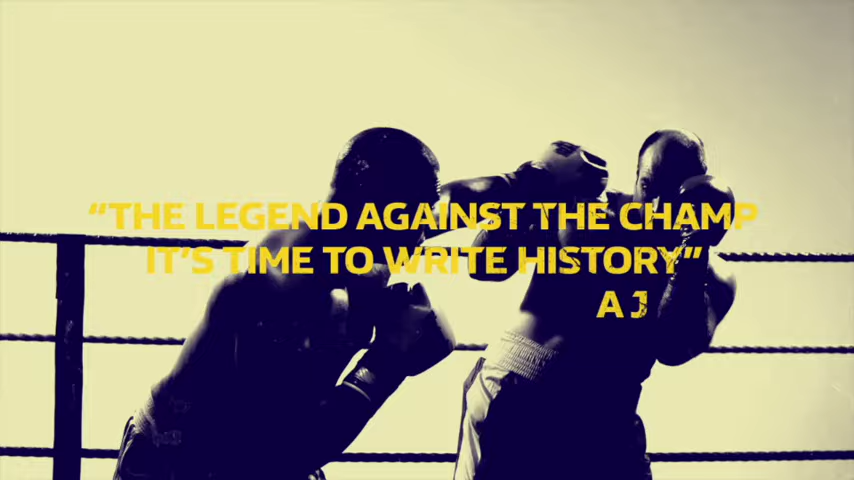 “THE LEGEND AGAINST THE CHAMP
IT’S TIME TO WRITE HISTORY”
A J